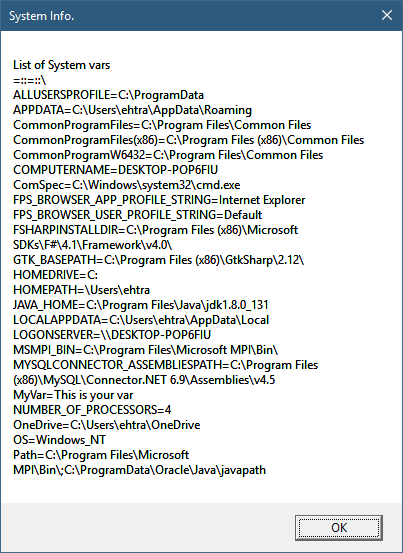 System Info.
List of System vars
=::=::\
ALLUSERSPROFILE=C:\ProgramData
APPDATA=C:\Users\ehtra\AppData\Roaming
CommonProgramFiles=C:\Program Files\Common Files
CommonProgramFiles(x86)=C:\Program Files (x86)\Common Files
CommonProgramW6432=C:\Program Files\Common Files
COMPUTERNAME=DESKTOP-POP6FIU
ComSpec=C:\Windows\system32\cmd.exe
FPS_BROWSER_APP_PROFILE_STRING=Internet Explorer
FPS_BROWSER_USER_PROFILE_STRING=Default
FSHARPINSTALLDIR=C:\Program Files (x86)\Microsoft
SDKs\F#\4.1\Framework\v4.0\
GTK_BASEPATH=C:\Program Files (x86)\GtkSharp\2.12\
HOMEDRIVE=C:
HOMEPATH=\Users\ehtra
JAVA_HOME=C:\Program Files\Java\jdk1.8.0_131
LOCALAPPDATA=C:\Users\ehtra\AppData\Local
LOGONSERVER=\\DESKTOP-POP6FIU
MSMPI_BIN=C:\Program Files\Microsoft MPI\Bin\
MYSQLCONNECTOR_ASSEMBLIESPATH=C:\Program Files
(x86)\MySQL\Connector.NET 6.9\Assemblies\v4.5
MyVar=This is your var
NUMBER_OF_PROCESSORS=4
OneDrive=C:\Users\ehtra\OneDrive
OS=Windows_NT
Path=C:\Program Files\Microsoft
MPI\Bin\;C:\ProgramData\Oracle\Java\javapath
OK